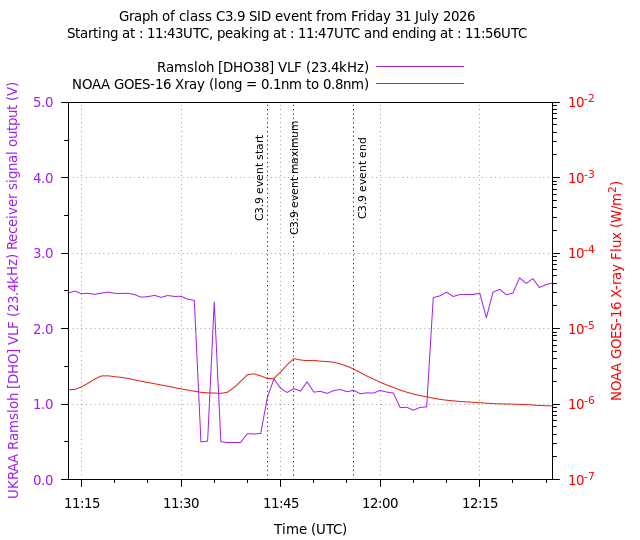 Graph of class C3.9 SID event from Friday 31 July 2026
Starting at : 11:43UTC, peaking at : 11:47UTC and ending at : 11:56UTC
Ramsloh [DHO38] VLF (23.4kHz)
NOAA GOES-16 Xray (long = 0.1nm to 0.8nm)
UKRAA Ramsloh [DHO] VLF (23.4kHz) Receiver signal output (V)
5.0
4.0
3.0
2.0
1.0
0.0
C3.9 event start
C3.9 event maximum
C3.9 event end
10-2
10-3
10-4
10-5
10-6
10-7
NOAA GOES-16 X-ray Flux (W/m2)
11:15
11:30
11:45
12:00
12:15
Time (UTC)